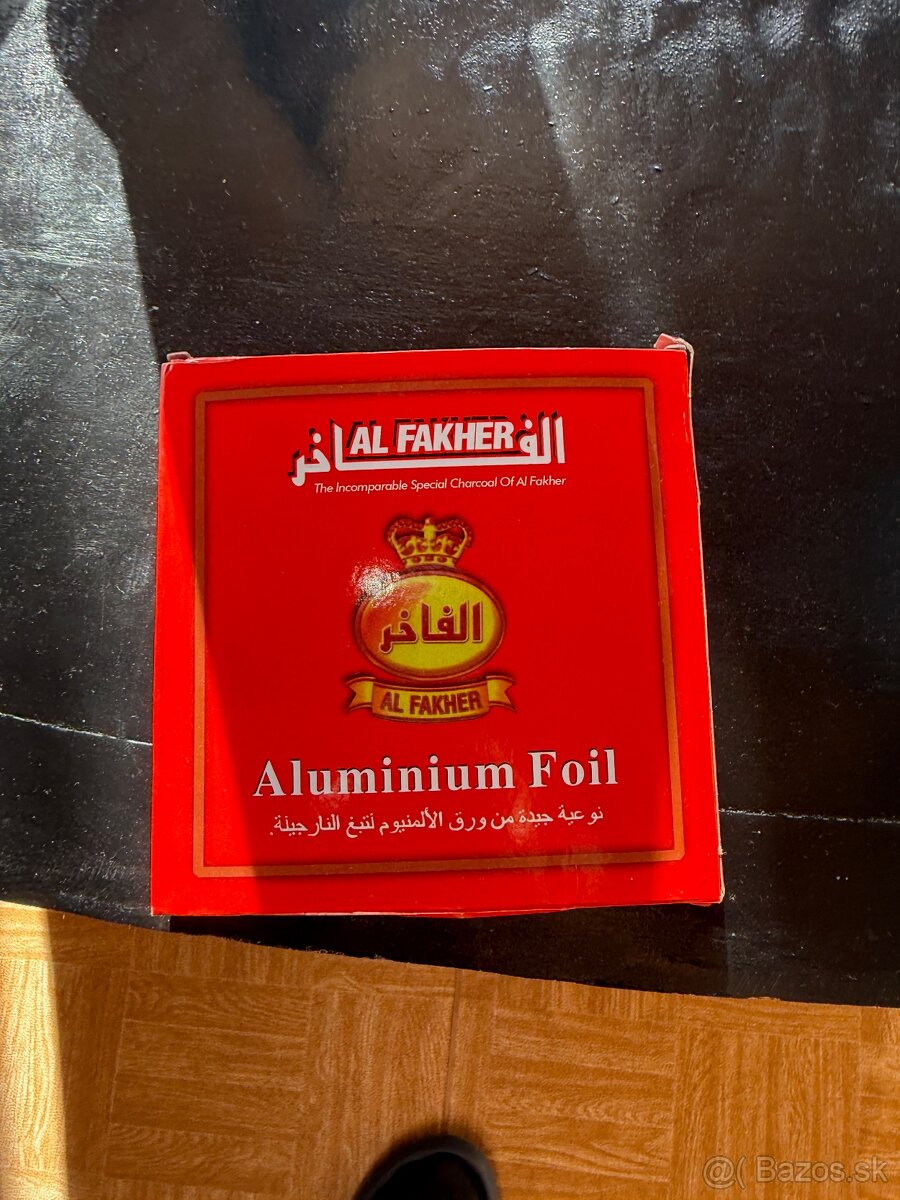 الفاخر
AL FAKHER
The Incomparable Special Charcoal Of Al Fakher
الفاخر
AL FAKHER
Aluminium Foil
نوعية جيدة من ورق الألمنيوم لتبغ النارجيلة.
@( Bazos.sk